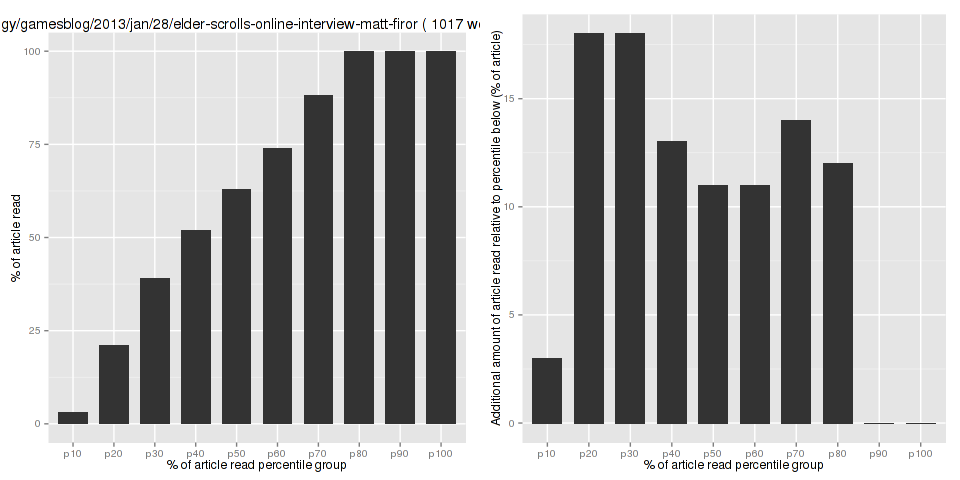 gy/gamesblog/2013/jan/28/elder-scrolls-online-interview-matt-firor ( 1017 w
100
75
50
25
0
% of article read
p10 p20 p30 p40 p50 p60 p70 p80 p90 p100
% of article read percentile group
15
10
5
0
Additional amount of article read relative to percentile below (% of article)
p10 p20 p30 p40 p50 p60 p70 p80 p90 p100
% of article read percentile group